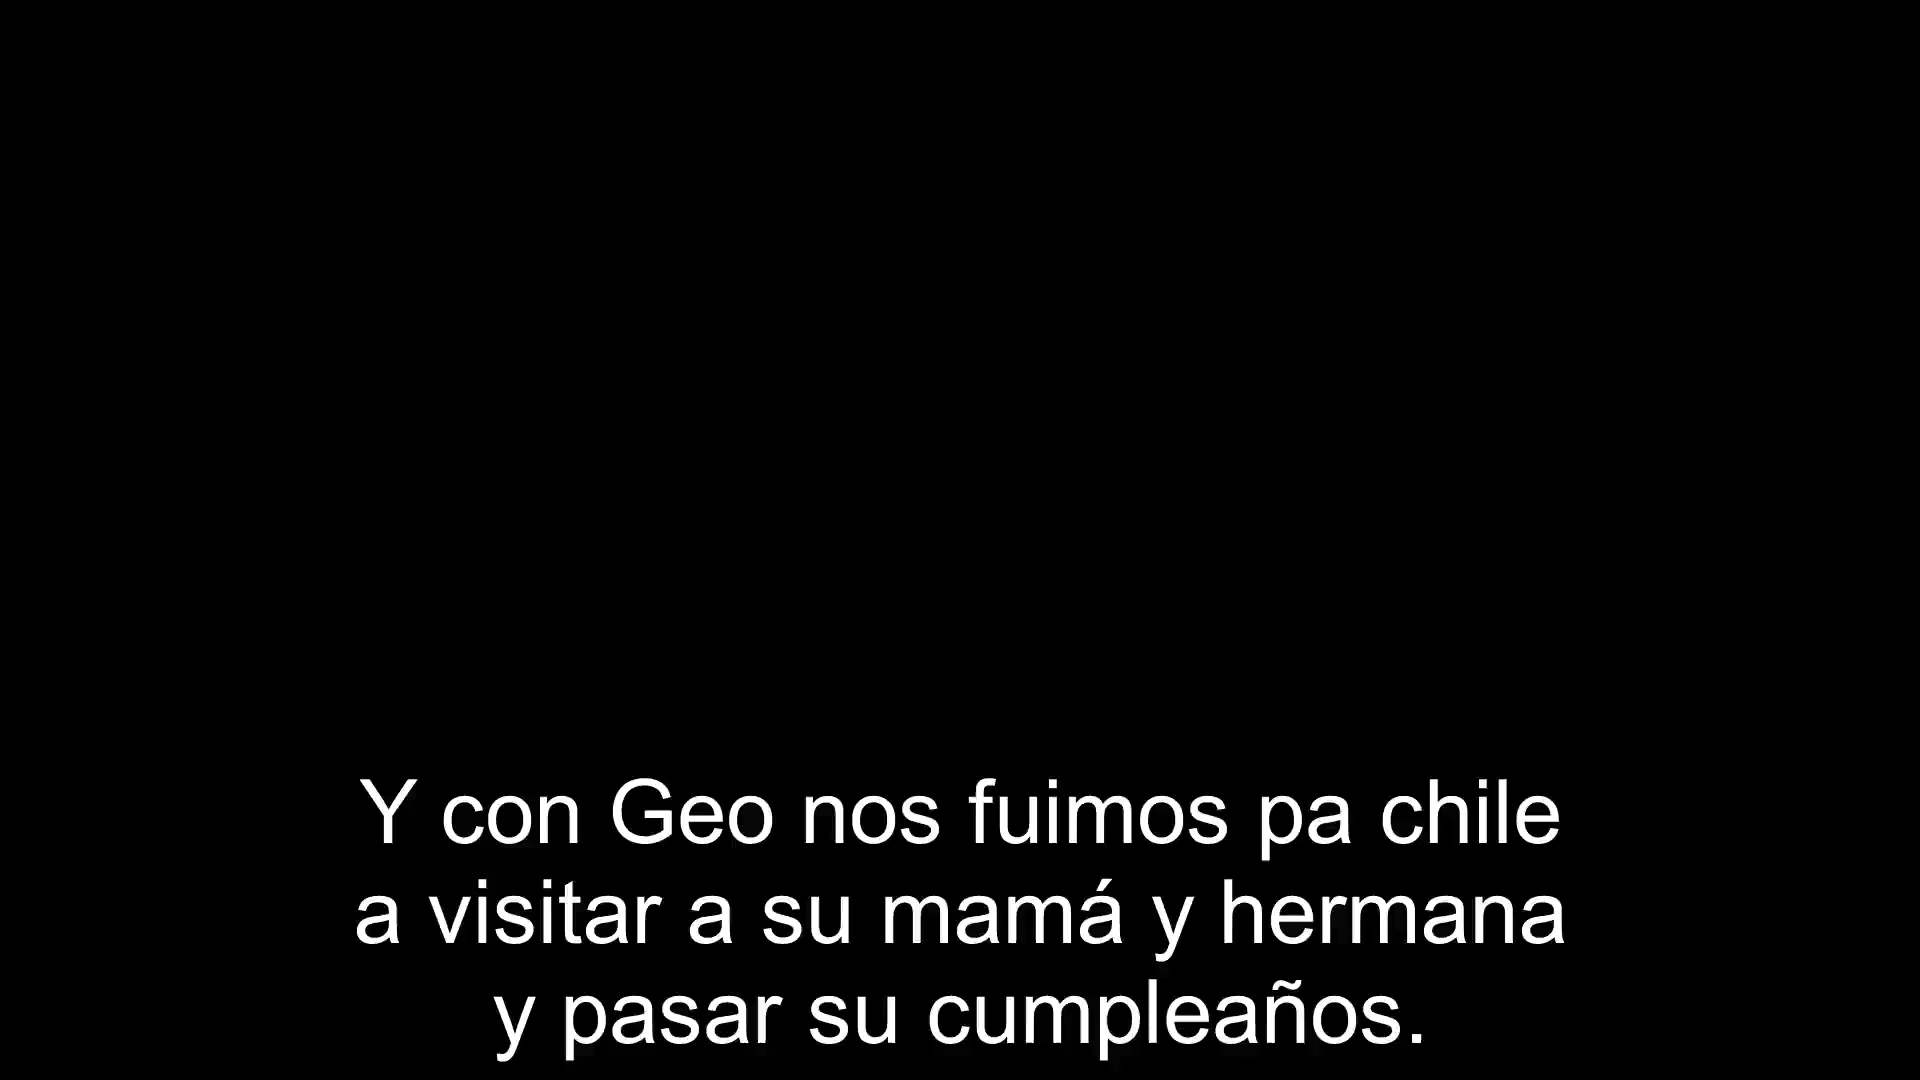 Y con Geo nos fuimos pa chile
a visitar a su mamá y hermana
y pasar su cumpleaños.